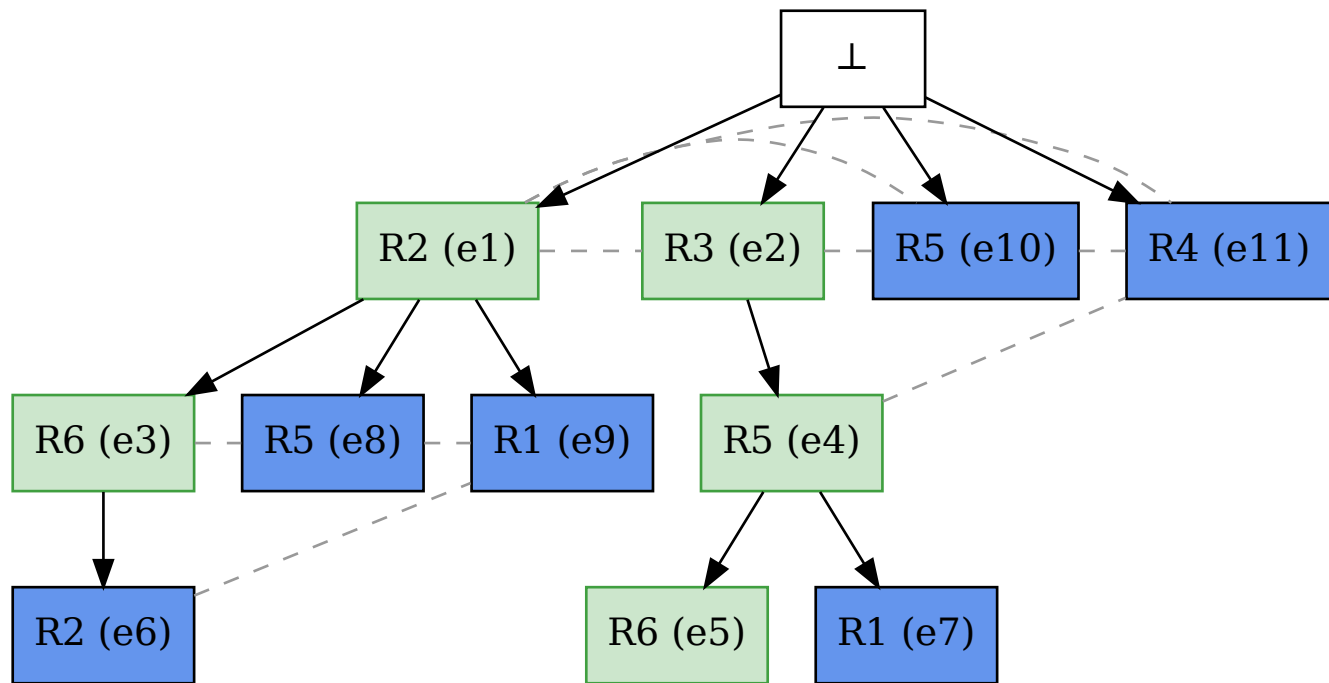 ⊥
R2 (e1)
R3 (e2)
R5 (e10)
R4 (e11)
R6 (e3)
R5 (e8)
R1 (e9)
R5 (e4)
R2 (e6)
R6 (e5)
R1 (e7)